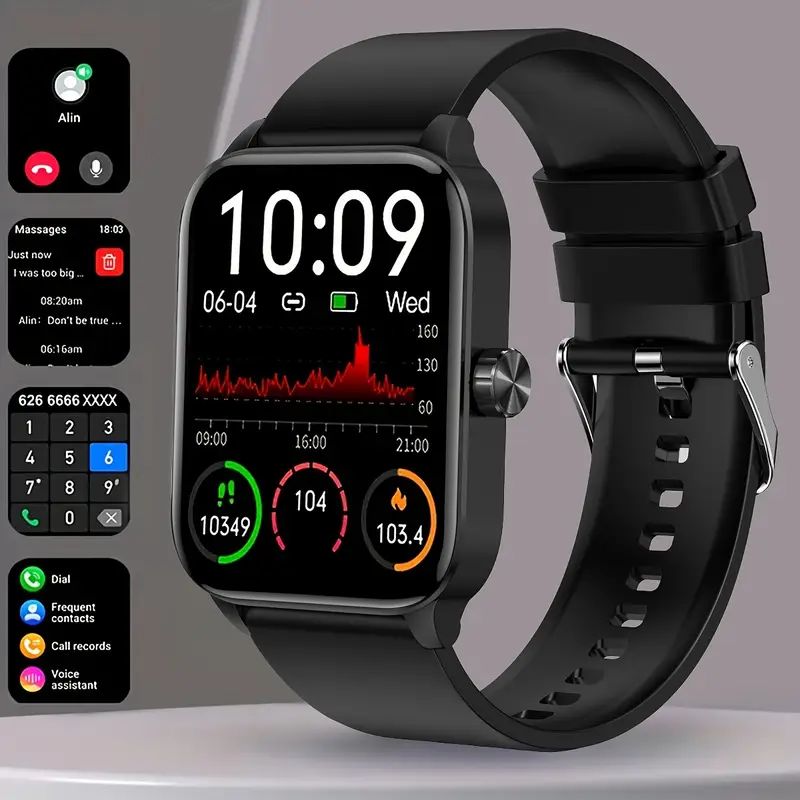 Alin
Massages 18:03
Just now
I was too big ...
08:20am
Alin: Don't be true ...
06:16am
626 6666 XXXX
1 2 3
4 5 6
7* 8 9#
0
Dial
Frequent
contacts
Call records
Voice
assistant
10:09
06-04 Wed
160
130
60
09:00 16:00 21:00
10349 104 103.4